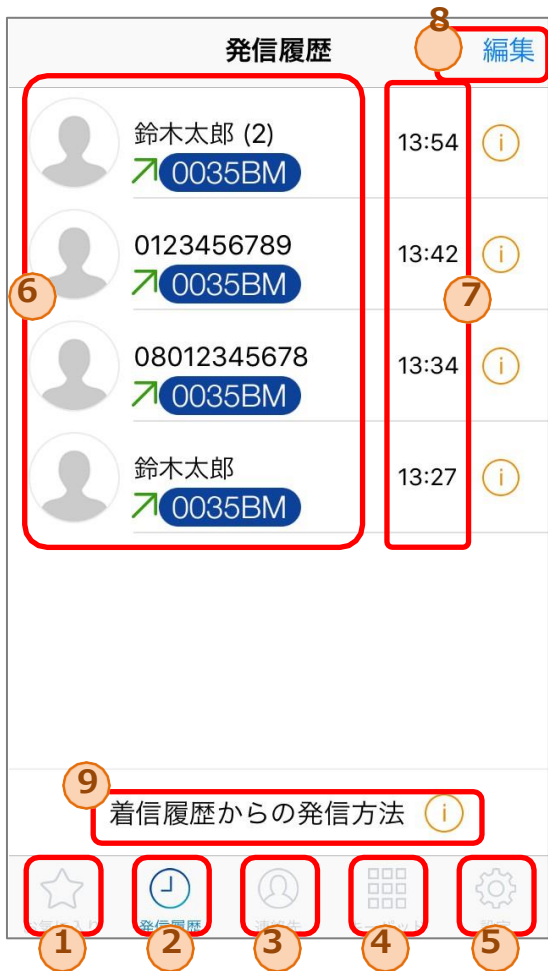 8
発信履歴 編集
鈴木太郎 (2)
0035BM
13:54 i
0123456789
0035BM
13:42 i
6
7
08012345678
0035BM
13:34 i
鈴木太郎
0035BM
13:27 i
9
着信履歴からの発信方法 i
発信履歴
1 2 3 4 5